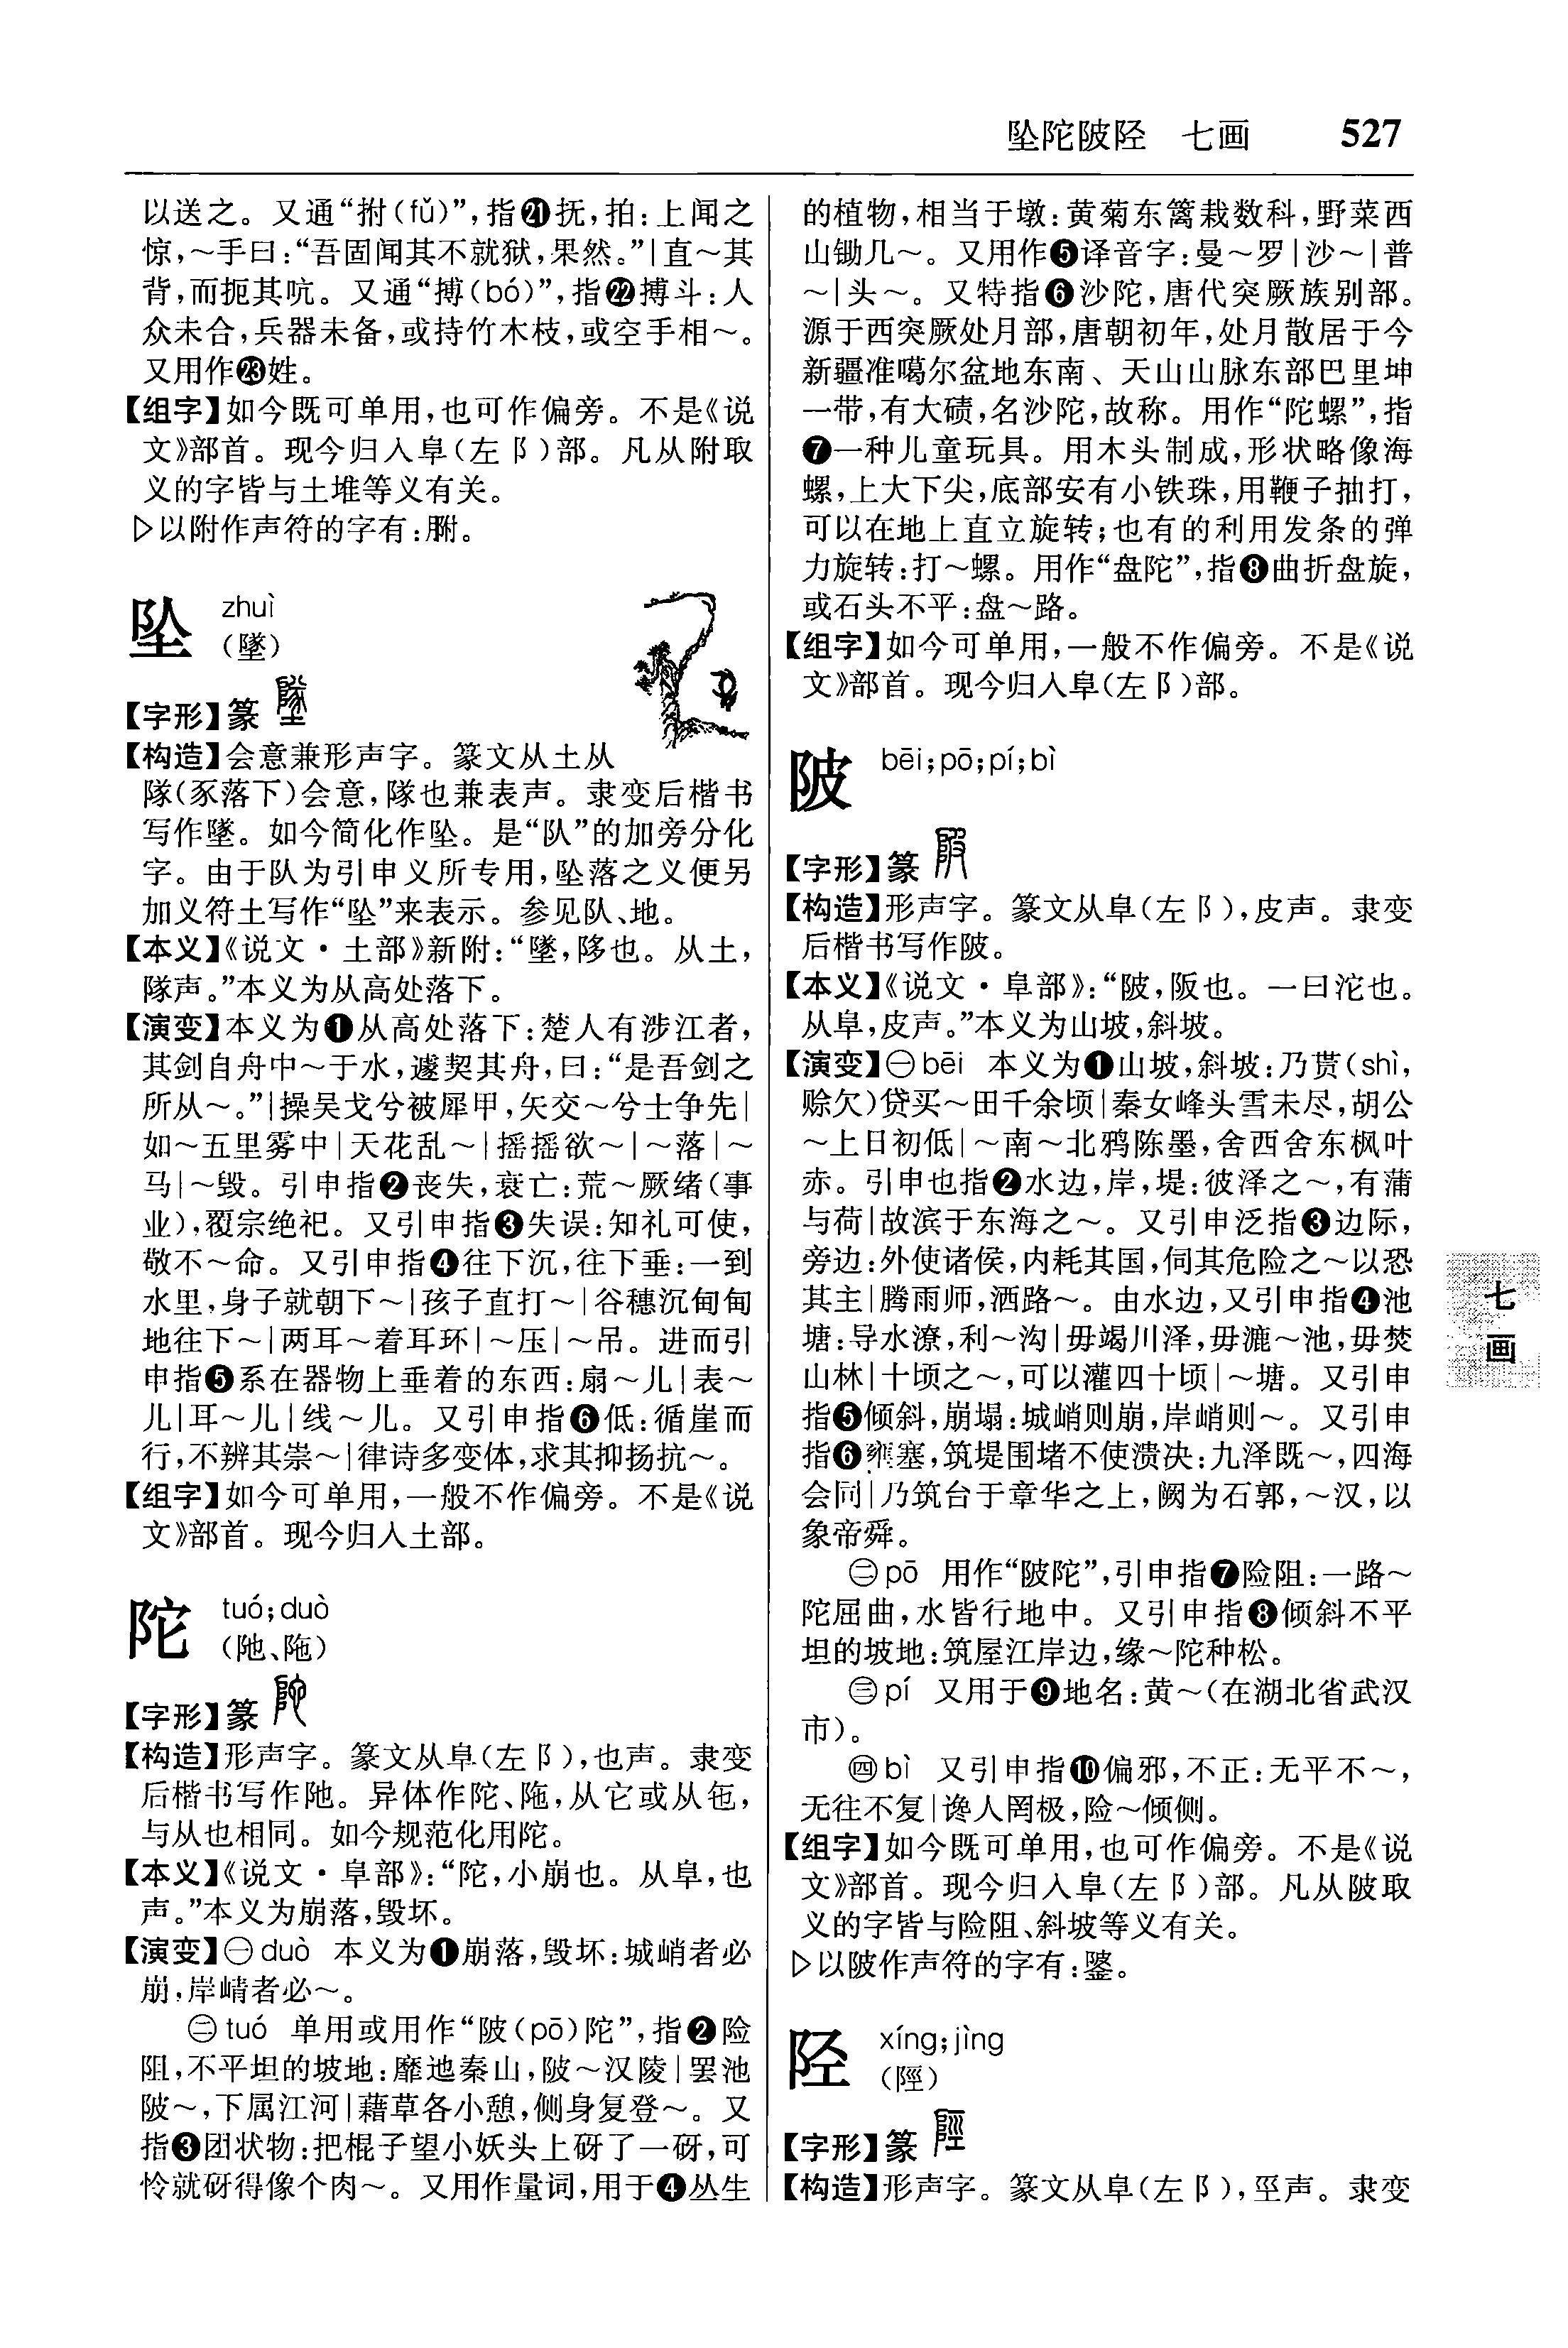 坠陀陂陉 七画 527
以送之。又通“拊(fǔ)”,指㉑抚,拍:上闻之
惊,～手曰:“吾固闻其不就狱,果然。”|直～其
背,而扼其吭。又通“搏(bó)”,指㉒搏斗:人
众未合,兵器未备,或持竹木枝,或空手相～。
又用作㉓姓。
【组字】如今既可单用,也可作偏旁。不是《说
文》部首。现今归入阜(左阝)部。凡从附取
义的字皆与土堆等义有关。
▷以附作声符的字有:胕。
坠 zhuì
(墜)
【字形】篆
【构造】会意兼形声字。篆文从土从
隊(豕落下)会意,隊也兼表声。隶变后楷书
写作墜。如今简化作坠。是“队”的加旁分化
字。由于队为引申义所专用,坠落之义便另
加义符土写作“坠”来表示。参见队、地。
【本义】《说文·土部》新附:“墜,陊也。从土,
隊声。”本义为从高处落下。
【演变】本义为❶从高处落下:楚人有涉江者,
其剑自舟中～于水,遽契其舟,曰:“是吾剑之
所从～。”|操吴戈兮被犀甲,矢交～兮士争先|
如～五里雾中|天花乱～|摇摇欲～|～落|～
马|～毁。引申指❷丧失,衰亡:荒～厥绪(事
业),覆宗绝祀。又引申指❸失误:知礼可使,
敬不～命。又引申指❹往下沉,往下垂:一到
水里,身子就朝下～|孩子直打～|谷穗沉甸甸
地往下～|两耳～着耳环|～压|～吊。进而引
申指❺系在器物上垂着的东西:扇～儿|表～
儿|耳～儿|线～儿。又引申指❻低:循崖而
行,不辨其崇～|律诗多变体,求其抑扬抗～。
【组字】如今可单用,一般不作偏旁。不是《说
文》部首。现今归入土部。
陀 tuó;duò
(阤、陁)
【字形】篆
【构造】形声字。篆文从阜(左阝),也声。隶变
后楷书写作阤。异体作陀、陁,从它或从㐌,
与从也相同。如今规范化用陀。
【本义】《说文·阜部》:“陀,小崩也。从阜,也
声。”本义为崩落,毁坏。
【演变】㊀duò 本义为❶崩落,毁坏:城峭者必
崩,岸崝者必～。
㊁tuó 单用或用作“陂(pō)陀”,指❷险
阻,不平坦的坡地:靡迆秦山,陂～汉陵|罢池
陂～,下属江河|藉草各小憩,侧身复登～。又
指❸团状物:把棍子望小妖头上砑了一砑,可
怜就砑得像个肉～。又用作量词,用于❹丛生
的植物,相当于墩:黄菊东篱栽数科,野菜西
山锄几～。又用作❺译音字:曼～罗|沙～|普
～|头～。又特指❻沙陀,唐代突厥族别部。
源于西突厥处月部,唐朝初年,处月散居于今
新疆准噶尔盆地东南、天山山脉东部巴里坤
一带,有大碛,名沙陀,故称。用作“陀螺”,指
❼一种儿童玩具。用木头制成,形状略像海
螺,上大下尖,底部安有小铁珠,用鞭子抽打,
可以在地上直立旋转;也有的利用发条的弹
力旋转:打～螺。用作“盘陀”,指❽曲折盘旋,
或石头不平:盘～路。
【组字】如今可单用,一般不作偏旁。不是《说
文》部首。现今归入阜(左阝)部。
陂 bēi;pō;pí;bì
【字形】篆
【构造】形声字。篆文从阜(左阝),皮声。隶变
后楷书写作陂。
【本义】《说文·阜部》:“陂,阪也。一曰沱也。
从阜,皮声。”本义为山坡,斜坡。
【演变】㊀bēi 本义为❶山坡,斜坡:乃贳(shì,
赊欠)贷买～田千余顷|秦女峰头雪未尽,胡公
～上日初低|～南～北鸦陈墨,舍西舍东枫叶
赤。引申也指❷水边,岸,堤:彼泽之～,有蒲
与荷|故滨于东海之～。又引申泛指❸边际,
旁边:外使诸侯,内耗其国,伺其危险之～以恐
其主|腾雨师,洒路～。由水边,又引申指❹池
塘:导水潦,利～沟|毋竭川泽,毋漉～池,毋焚
山林|十顷之～,可以灌四十顷|～塘。又引申
指❺倾斜,崩塌:城峭则崩,岸峭则～。又引申
指❻壅塞,筑堤围堵不使溃决:九泽既～,四海
会同|乃筑台于章华之上,阙为石郭,～汉,以
象帝舜。
㊁pō 用作“陂陀”,引申指❼险阻:一路～
陀屈曲,水皆行地中。又引申指❽倾斜不平
坦的坡地:筑屋江岸边,缘～陀种松。
㊂pí 又用于❾地名:黄～(在湖北省武汉
市)。
㊃bì 又引申指❿偏邪,不正:无平不～,
无往不复|谗人罔极,险～倾侧。
【组字】如今既可单用,也可作偏旁。不是《说
文》部首。现今归入阜(左阝)部。凡从陂取
义的字皆与险阻、斜坡等义有关。
▷以陂作声符的字有:
陉 xíng;jìng
(陘)
【字形】篆
【构造】形声字。篆文从阜(左阝),坙声。隶变
七画